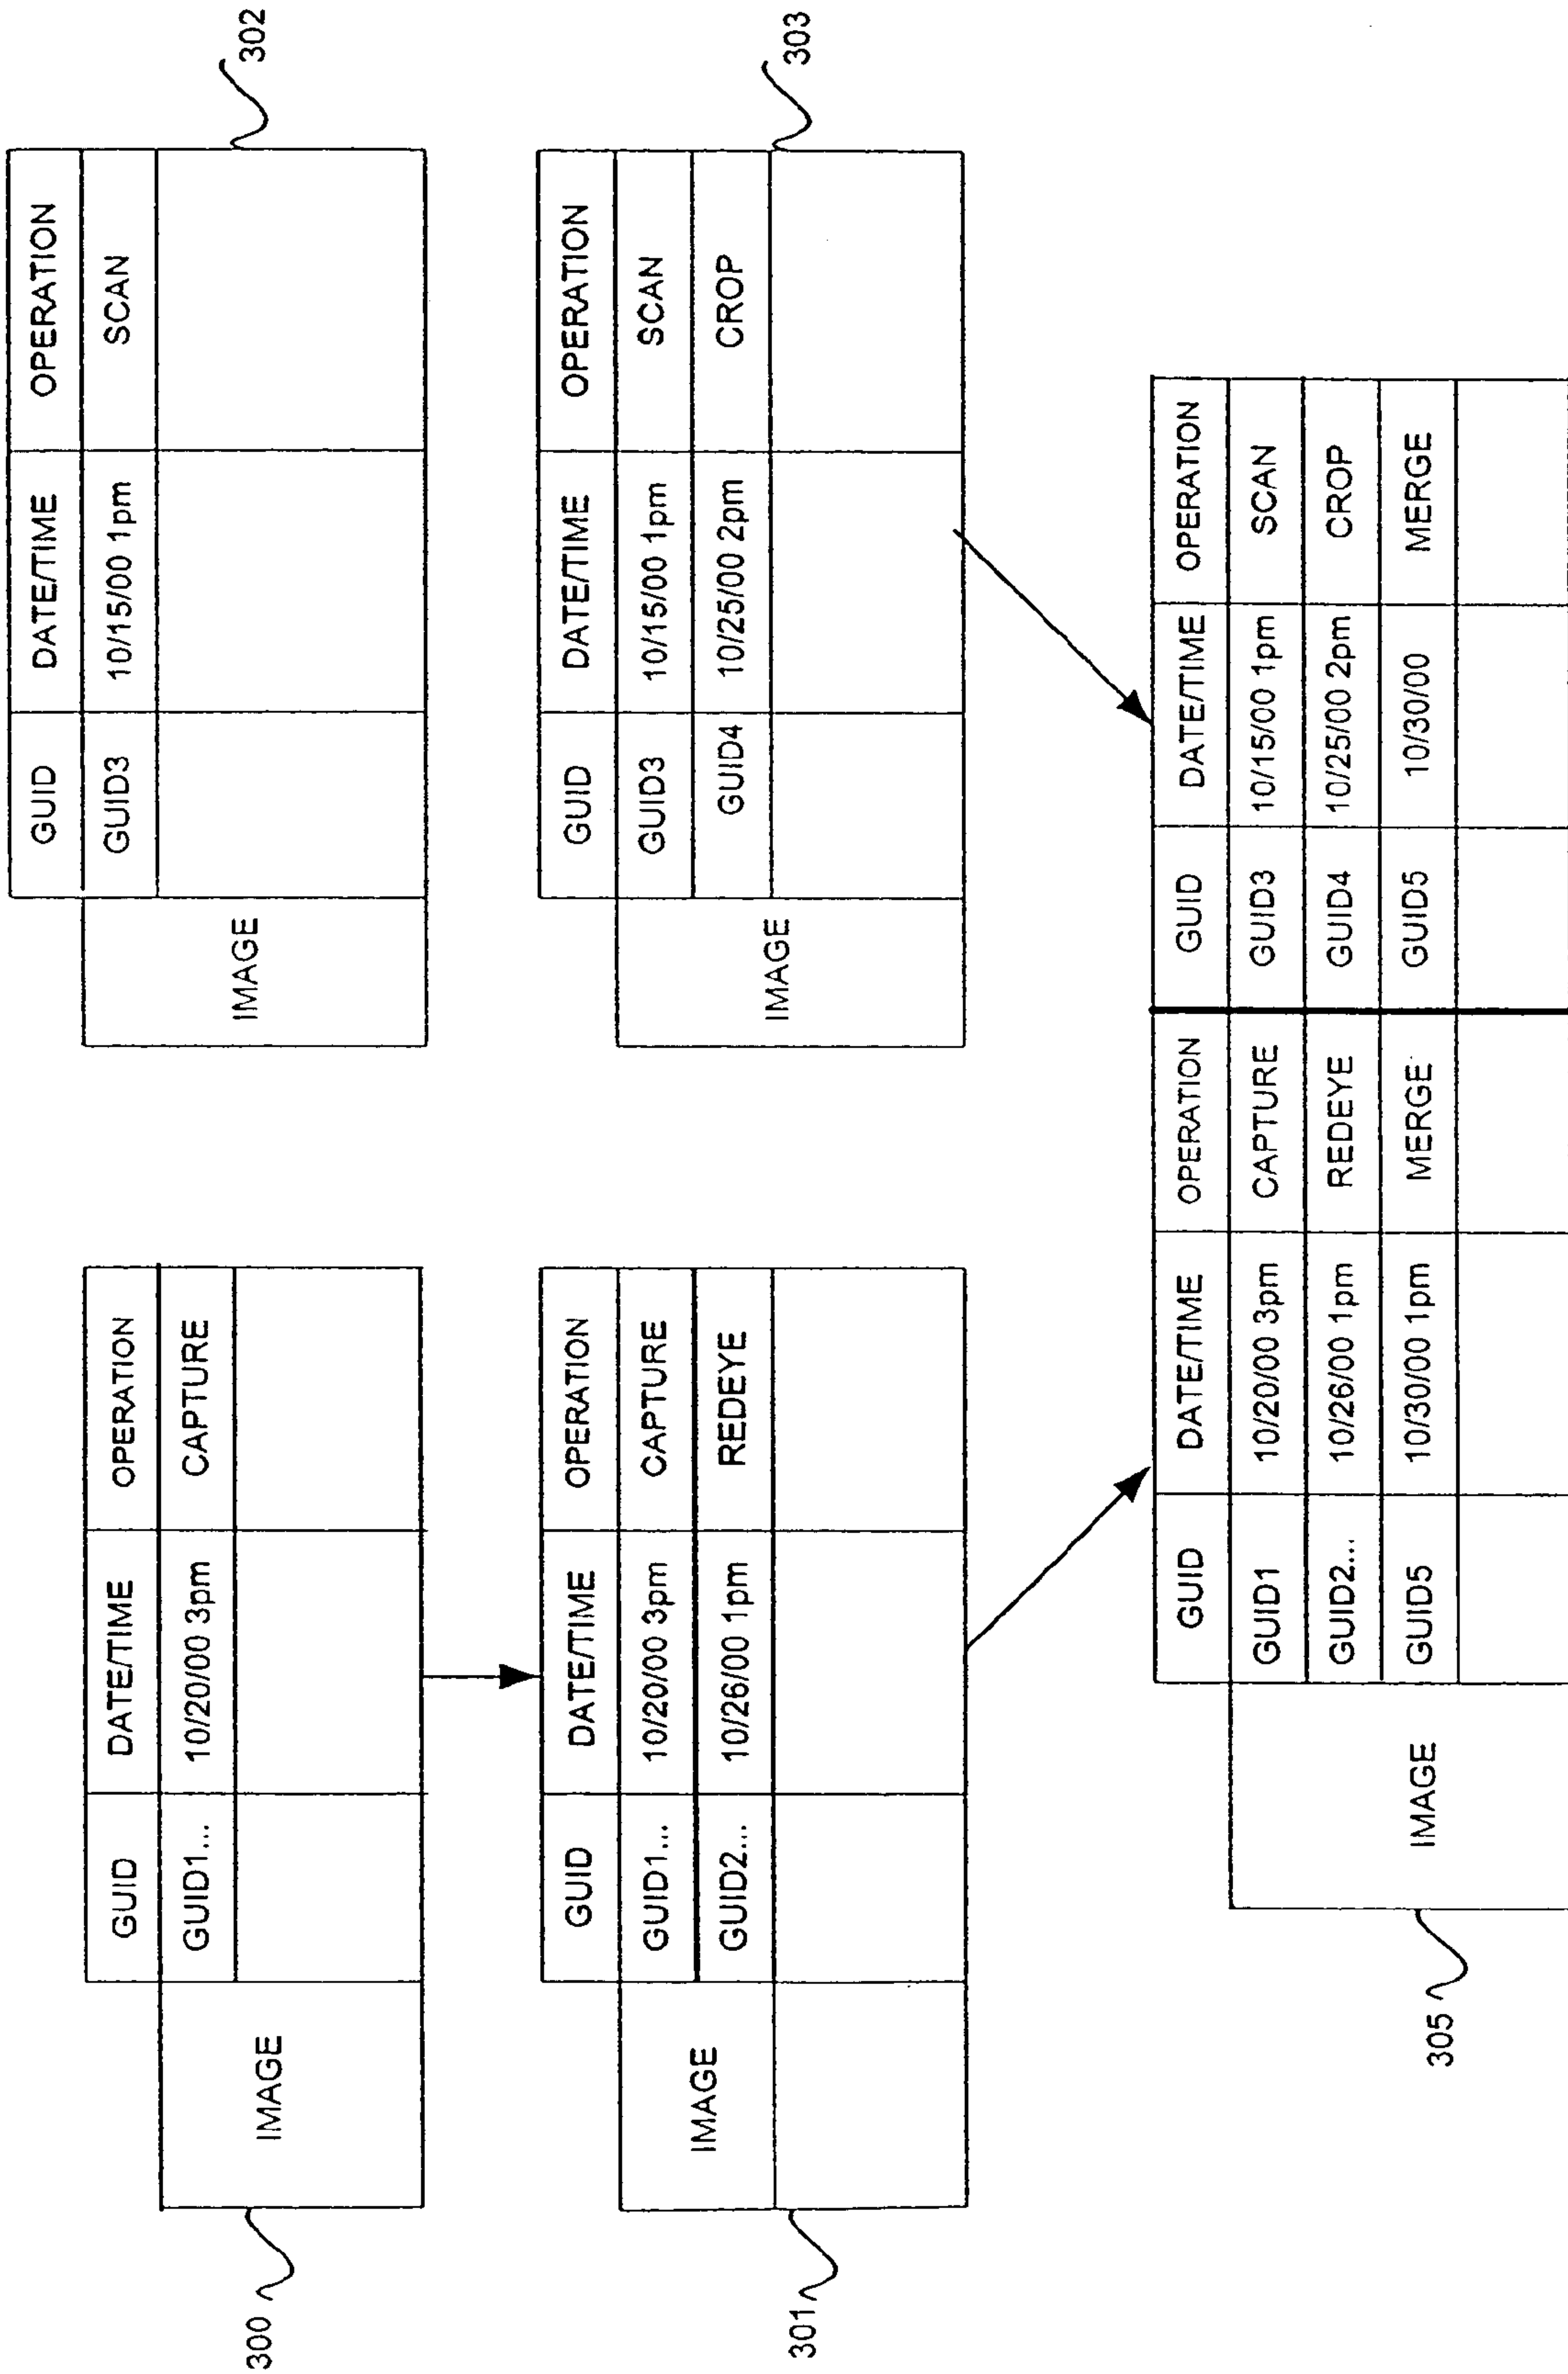 300
GUID DATE/TIME OPERATION
GUID1... 10/20/00 3pm CAPTURE
IMAGE
302
GUID DATE/TIME OPERATION
GUID3 10/15/00 1pm SCAN
IMAGE
301
GUID DATE/TIME OPERATION
GUID1... 10/20/00 3pm CAPTURE
GUID2... 10/26/00 1pm REDEYE
IMAGE
303
GUID DATE/TIME OPERATION
GUID3 10/15/00 1pm SCAN
GUID4 10/25/00 2pm CROP
IMAGE
305
GUID DATE/TIME OPERATION GUID DATE/TIME OPERATION
GUID1 10/20/00 3pm CAPTURE GUID3 10/15/00 1pm SCAN
GUID2... 10/26/00 1pm REDEYE GUID4 10/25/00 2pm CROP
GUID5 10/30/00 1pm MERGE GUID5 10/30/00 MERGE
IMAGE